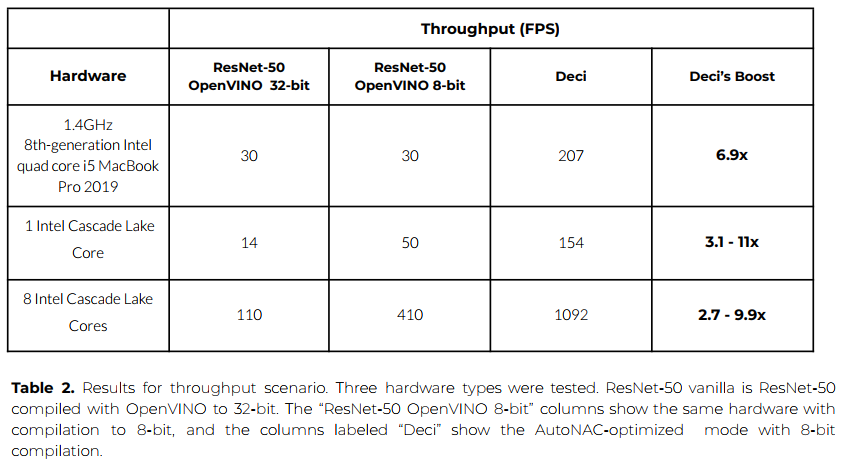 Throughput (FPS)
Hardware
ResNet-50
OpenVINO 32-bit
ResNet-50
OpenVINO 8-bit
Deci
Deci's Boost
1.4GHz
8th-generation Intel
quad core i5 MacBook
Pro 2019
30
30
207
6.9x
1 Intel Cascade Lake
Core
14
50
154
3.1 - 11x
8 Intel Cascade Lake
Cores
110
410
1092
2.7 - 9.9x
Table 2. Results for throughput scenario. Three hardware types were tested. ResNet-50 vanilla is ResNet-50
compiled with OpenVINO to 32-bit. The “ResNet-50 OpenVINO 8-bit” columns show the same hardware with
compilation to 8-bit, and the columns labeled “Deci” show the AutoNAC-optimized mode with 8-bit
compilation.